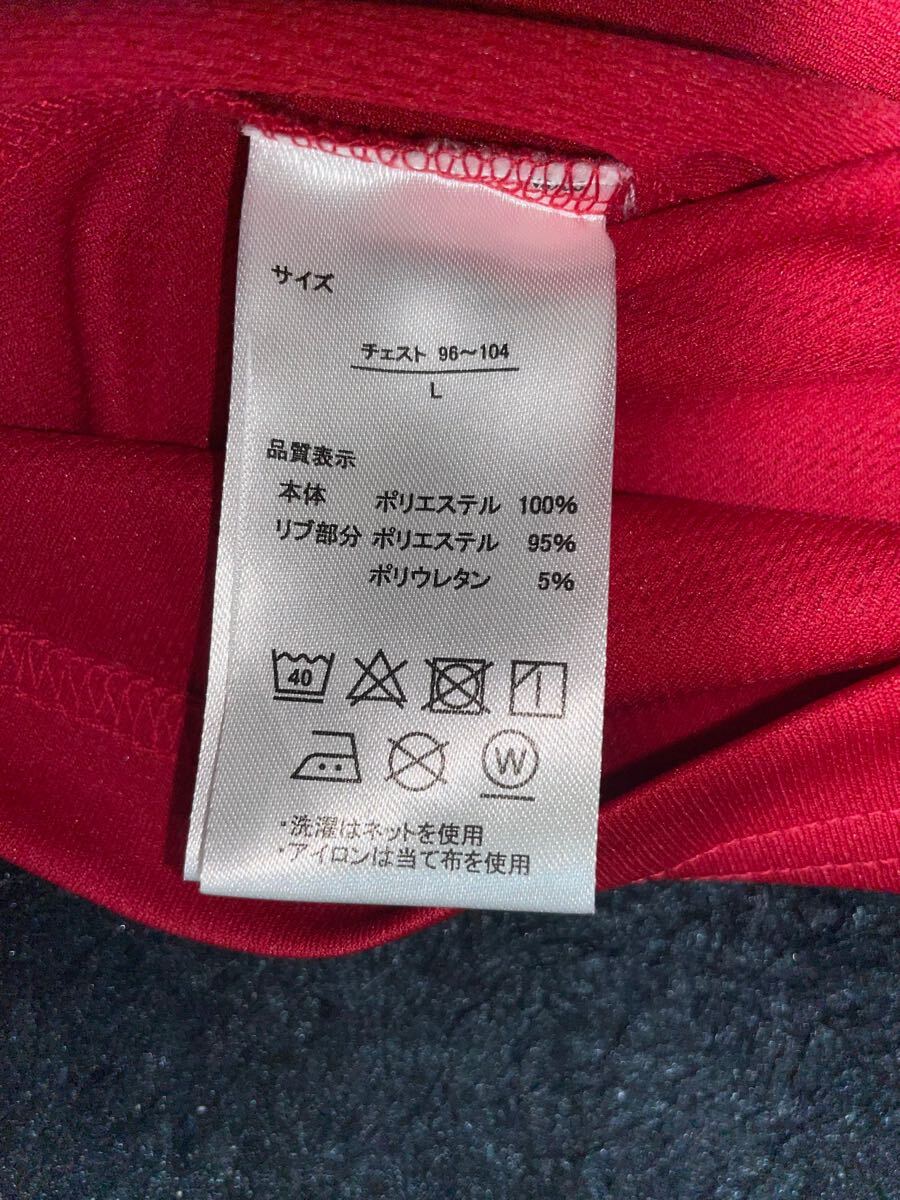 サイズ
チェスト 96～104
L
品質表示
本体 ポリエステル 100%
リブ部分 ポリエステル 95%
ポリウレタン 5%
40
W
・洗濯はネットを使用
・アイロンは当て布を使用